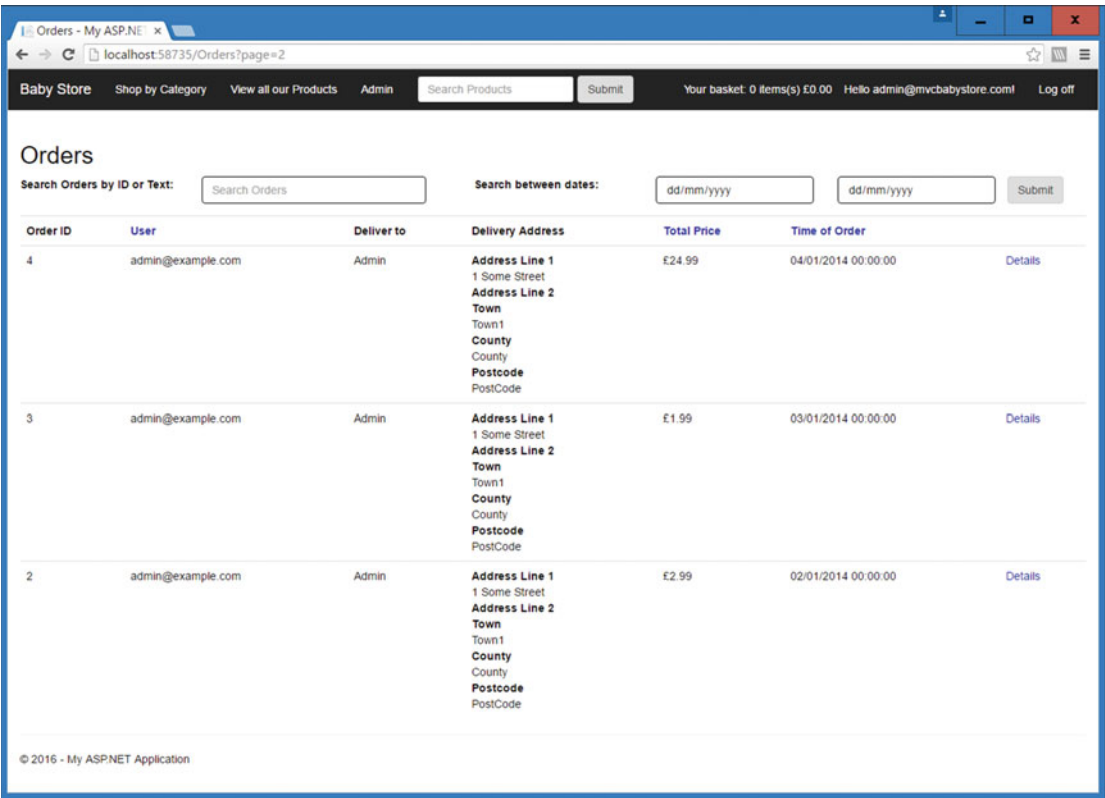 Orders - My ASP.NET
localhost:58735/Orders?page=2
Baby Store Shop by Category View all our Products Admin Search Products Submit Your basket: 0 items(s) £0.00 Hello admin@mvcbabystore.com! Log off
Orders
Search Orders by ID or Text: Search Orders Search between dates: dd/mm/yyyy dd/mm/yyyy Submit
Order ID User Deliver to Delivery Address Total Price Time of Order
4 admin@example.com Admin Address Line 1 £24.99 04/01/2014 00:00:00 Details
1 Some Street
Address Line 2
Town
Town1
County
County
Postcode
PostCode
3 admin@example.com Admin Address Line 1 £1.99 03/01/2014 00:00:00 Details
1 Some Street
Address Line 2
Town
Town1
County
County
Postcode
PostCode
2 admin@example.com Admin Address Line 1 £2.99 02/01/2014 00:00:00 Details
1 Some Street
Address Line 2
Town
Town1
County
County
Postcode
PostCode
© 2016 - My ASP.NET Application